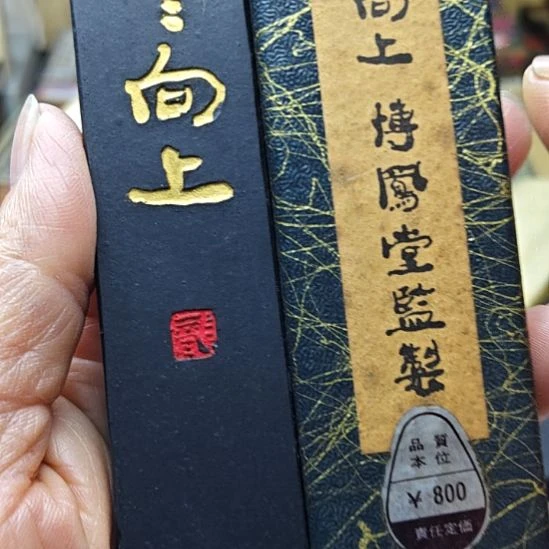 向上
向上 博鳳堂監製
品質
本位
¥ 800
責任定価